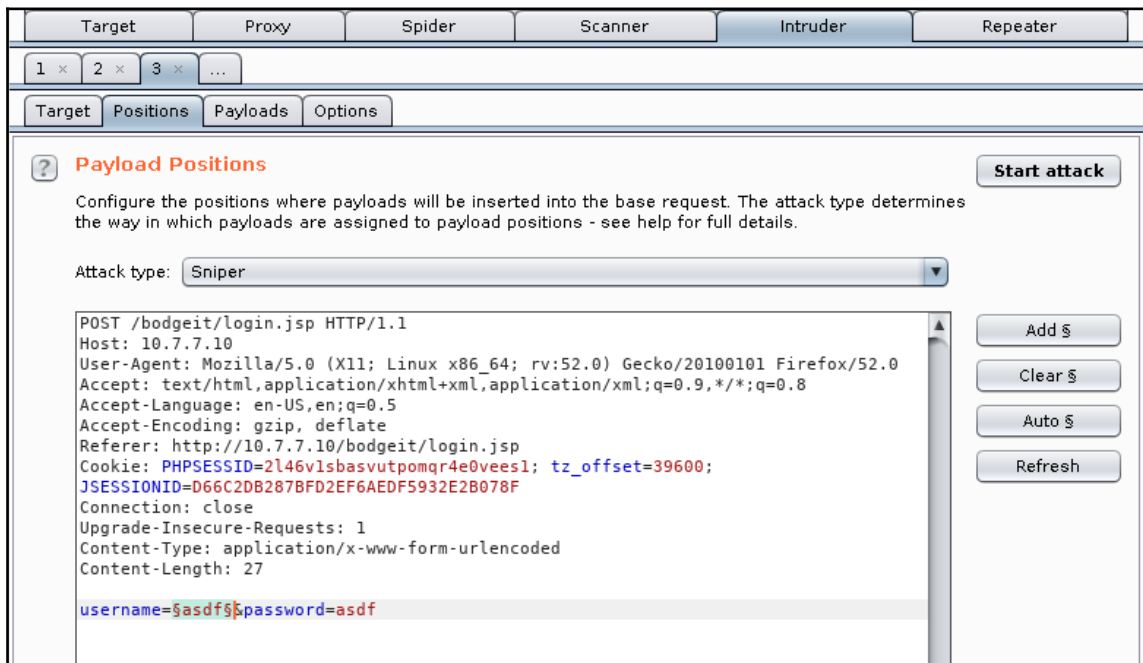 Target Proxy Spider Scanner Intruder Repeater
1 × 2 × 3 × ...
Target Positions Payloads Options
? Payload Positions Start attack
Configure the positions where payloads will be inserted into the base request. The attack type determines
the way in which payloads are assigned to payload positions - see help for full details.
Attack type: Sniper
POST /bodgeit/login.jsp HTTP/1.1
Host: 10.7.7.10
User-Agent: Mozilla/5.0 (X11; Linux x86_64; rv:52.0) Gecko/20100101 Firefox/52.0
Accept: text/html,application/xhtml+xml,application/xml;q=0.9,*/*;q=0.8
Accept-Language: en-US,en;q=0.5
Accept-Encoding: gzip, deflate
Referer: http://10.7.7.10/bodgeit/login.jsp
Cookie: PHPSESSID=2l46v1sbasvutpomqr4e0vees1; tz_offset=39600;
JSESSIONID=D66C2DB287BFD2EF6AEDF5932E2B078F
Connection: close
Upgrade-Insecure-Requests: 1
Content-Type: application/x-www-form-urlencoded
Content-Length: 27
username=§asdf§&password=asdf
Add §
Clear §
Auto §
Refresh